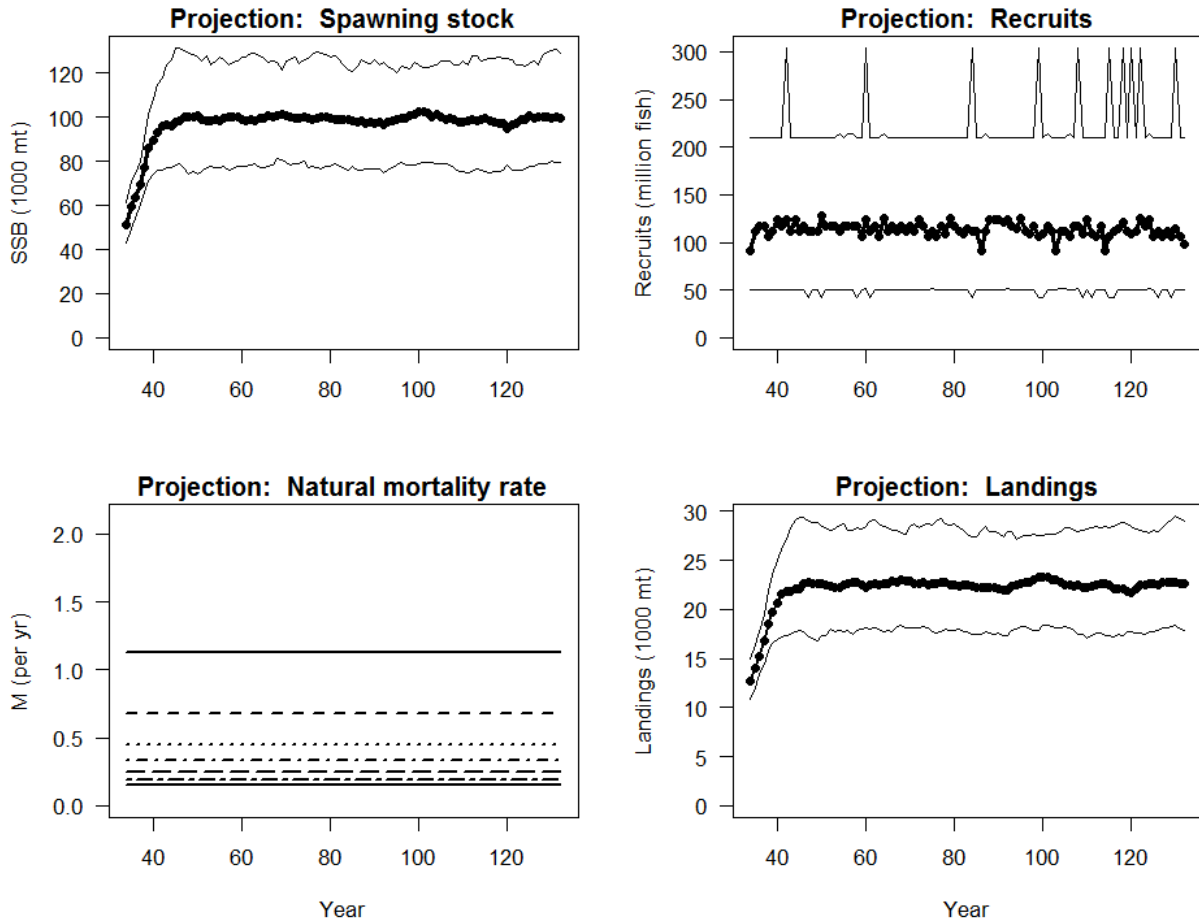 Projection:  Spawning stock
SSB (1000 mt)
120
100
80
60
40
20
0
40 60 80 100 120
Projection:  Recruits
Recruits (million fish)
300
250
200
150
100
50
0
40 60 80 100 120
Projection:  Natural mortality rate
M (per yr)
2.0
1.5
1.0
0.5
0.0
40 60 80 100 120
Year
Projection:  Landings
Landings (1000 mt)
30
25
20
15
10
5
0
40 60 80 100 120
Year